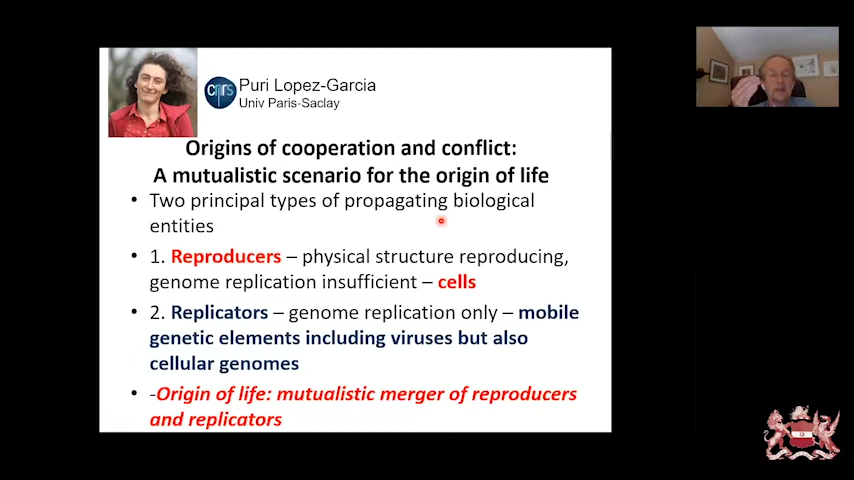 Puri Lopez-Garcia
cnrs
Univ Paris-Saclay
Origins of cooperation and conflict:
A mutualistic scenario for the origin of life
• Two principal types of propagating biological
entities
• 1. Reproducers – physical structure reproducing,
genome replication insufficient – cells
• 2. Replicators – genome replication only – mobile
genetic elements including viruses but also
cellular genomes
• -Origin of life: mutualistic merger of reproducers
and replicators